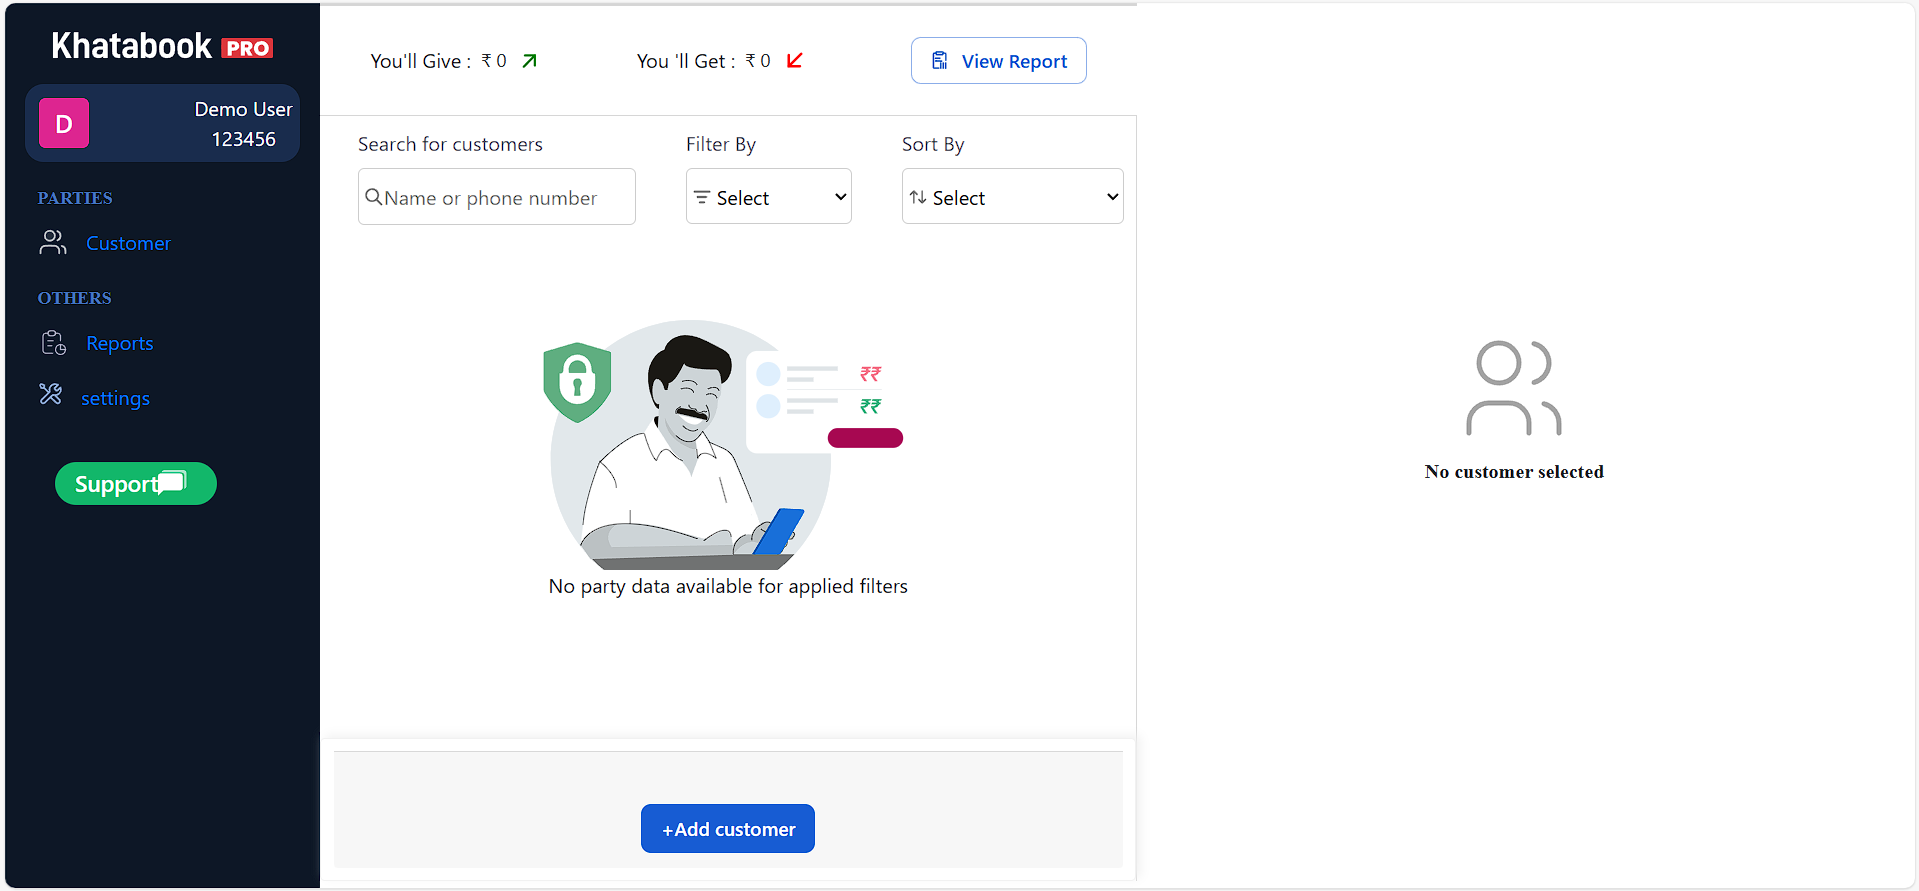 Khatabook PRO
D
Demo User
123456
PARTIES
Customer
OTHERS
Reports
settings
Support
You'll Give : ₹ 0
You 'll Get : ₹ 0
View Report
Search for customers
Name or phone number
Filter By
Select
Sort By
Select
₹₹
₹₹
No party data available for applied filters
+Add customer
No customer selected